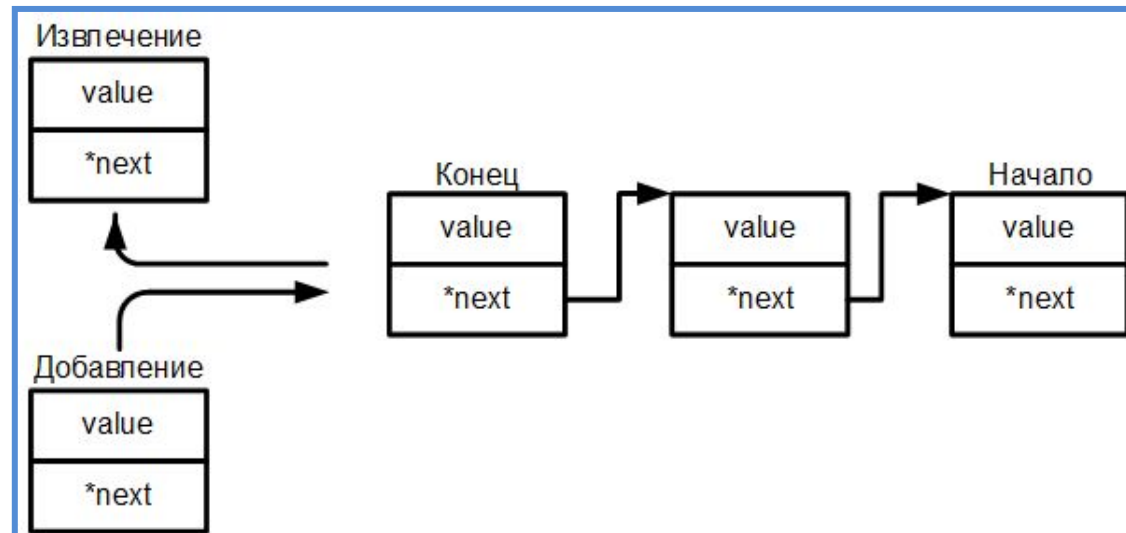 Извлечение
value
*next
Конец
value
*next
value
*next
Начало
value
*next
Добавление
value
*next